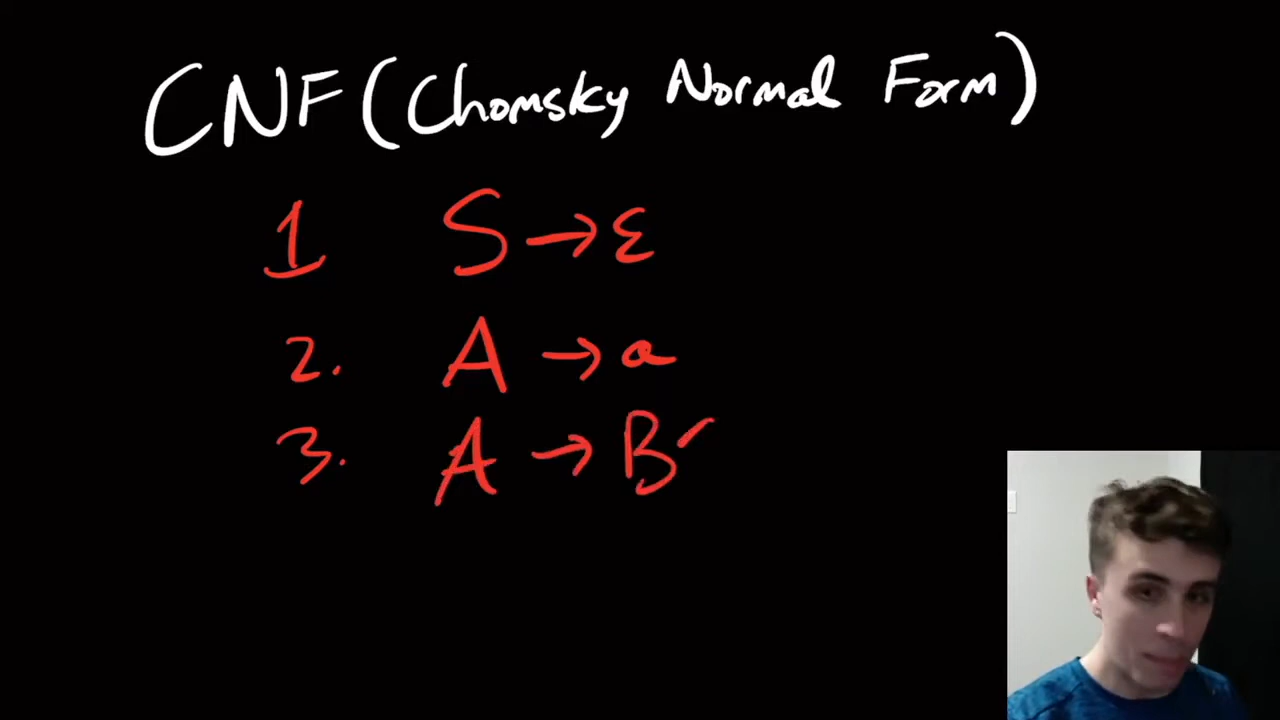 CNF (Chomsky Normal Form)
1 S → ε
2. A → a
3. A → B